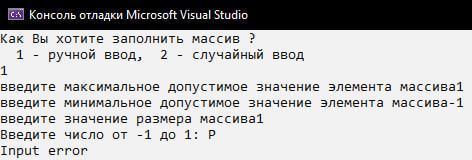 Консоль отладки Microsoft Visual Studio
Как Вы хотите заполнить массив ?
1 - ручной ввод,  2 - случайный ввод
1
введите максимальное допустимое значение элемента массива1
введите минимальное допустимое значение элемента массива-1
введите значение размера массива1
Введите число от -1 до 1: P
Input error